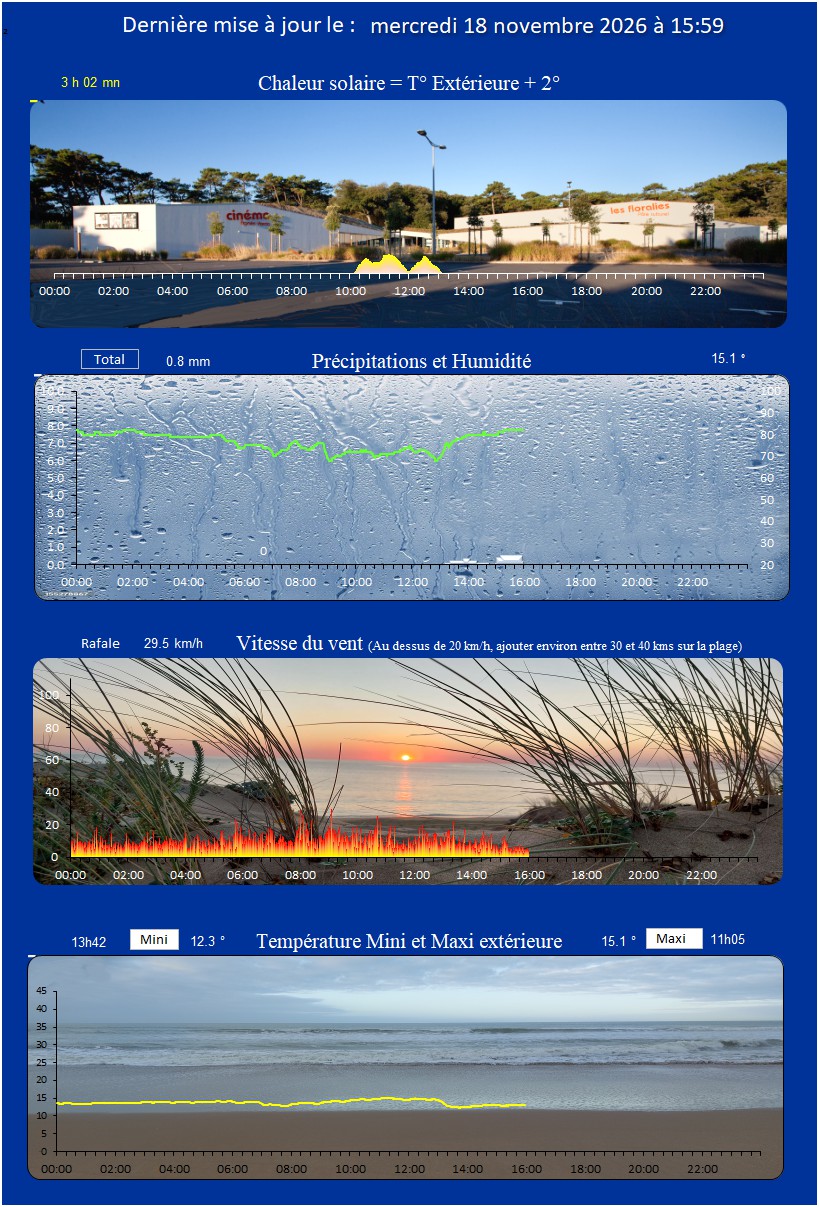 Dernière mise à jour le : mercredi 18 novembre 2026 à 15:59
3 h 02 mn Chaleur solaire = T° Extérieure + 2°
cinéma
les floralies
00:00 02:00 04:00 06:00 08:00 10:00 12:00 14:00 16:00 18:00 20:00 22:00
Total 0.8 mm Précipitations et Humidité 15.1 °
10.0 100
9.0 90
8.0 80
7.0 70
6.0 60
5.0 50
4.0 40
3.0
2.0 30
1.0
0
0.0 20
00:00 02:00 04:00 06:00 08:00 10:00 12:00 14:00 16:00 18:00 20:00 22:00
Rafale 29.5 km/h Vitesse du vent (Au dessus de 20 km/h, ajouter environ entre 30 et 40 kms sur la plage)
100
80
60
40
20
0
00:00 02:00 04:00 06:00 08:00 10:00 12:00 14:00 16:00 18:00 20:00 22:00
13h42 Mini 12.3 ° Température Mini et Maxi extérieure 15.1 ° Maxi 11h05
45
40
35
30
25
20
15
10
5
0
00:00 02:00 04:00 06:00 08:00 10:00 12:00 14:00 16:00 18:00 20:00 22:00